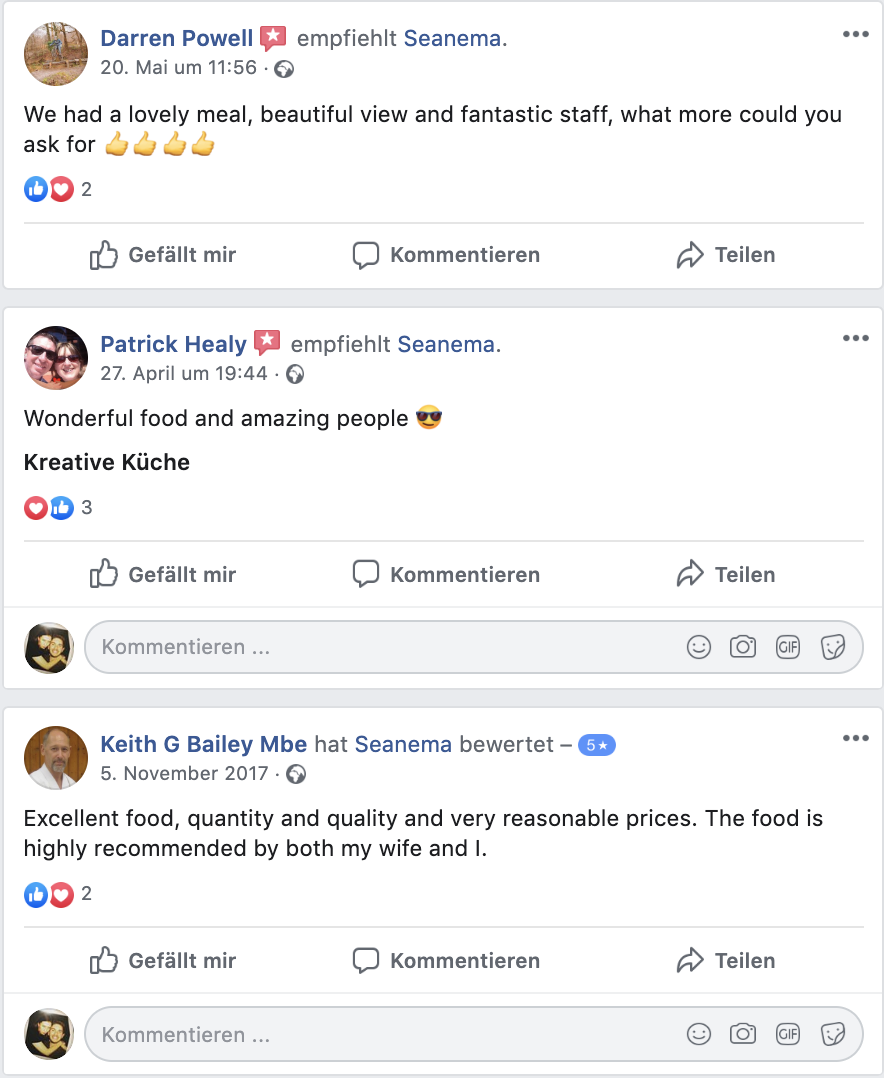 Darren Powell empfiehlt Seanema.
20. Mai um 11:56 ·
We had a lovely meal, beautiful view and fantastic staff, what more could you
ask for 👍👍👍👍
2
Gefällt mir Kommentieren Teilen
Patrick Healy empfiehlt Seanema.
27. April um 19:44 ·
Wonderful food and amazing people 😎
Kreative Küche
3
Gefällt mir Kommentieren Teilen
Kommentieren ... GIF
Keith G Bailey Mbe hat Seanema bewertet – 5★
5. November 2017 ·
Excellent food, quantity and quality and very reasonable prices. The food is
highly recommended by both my wife and I.
2
Gefällt mir Kommentieren Teilen
Kommentieren ... GIF